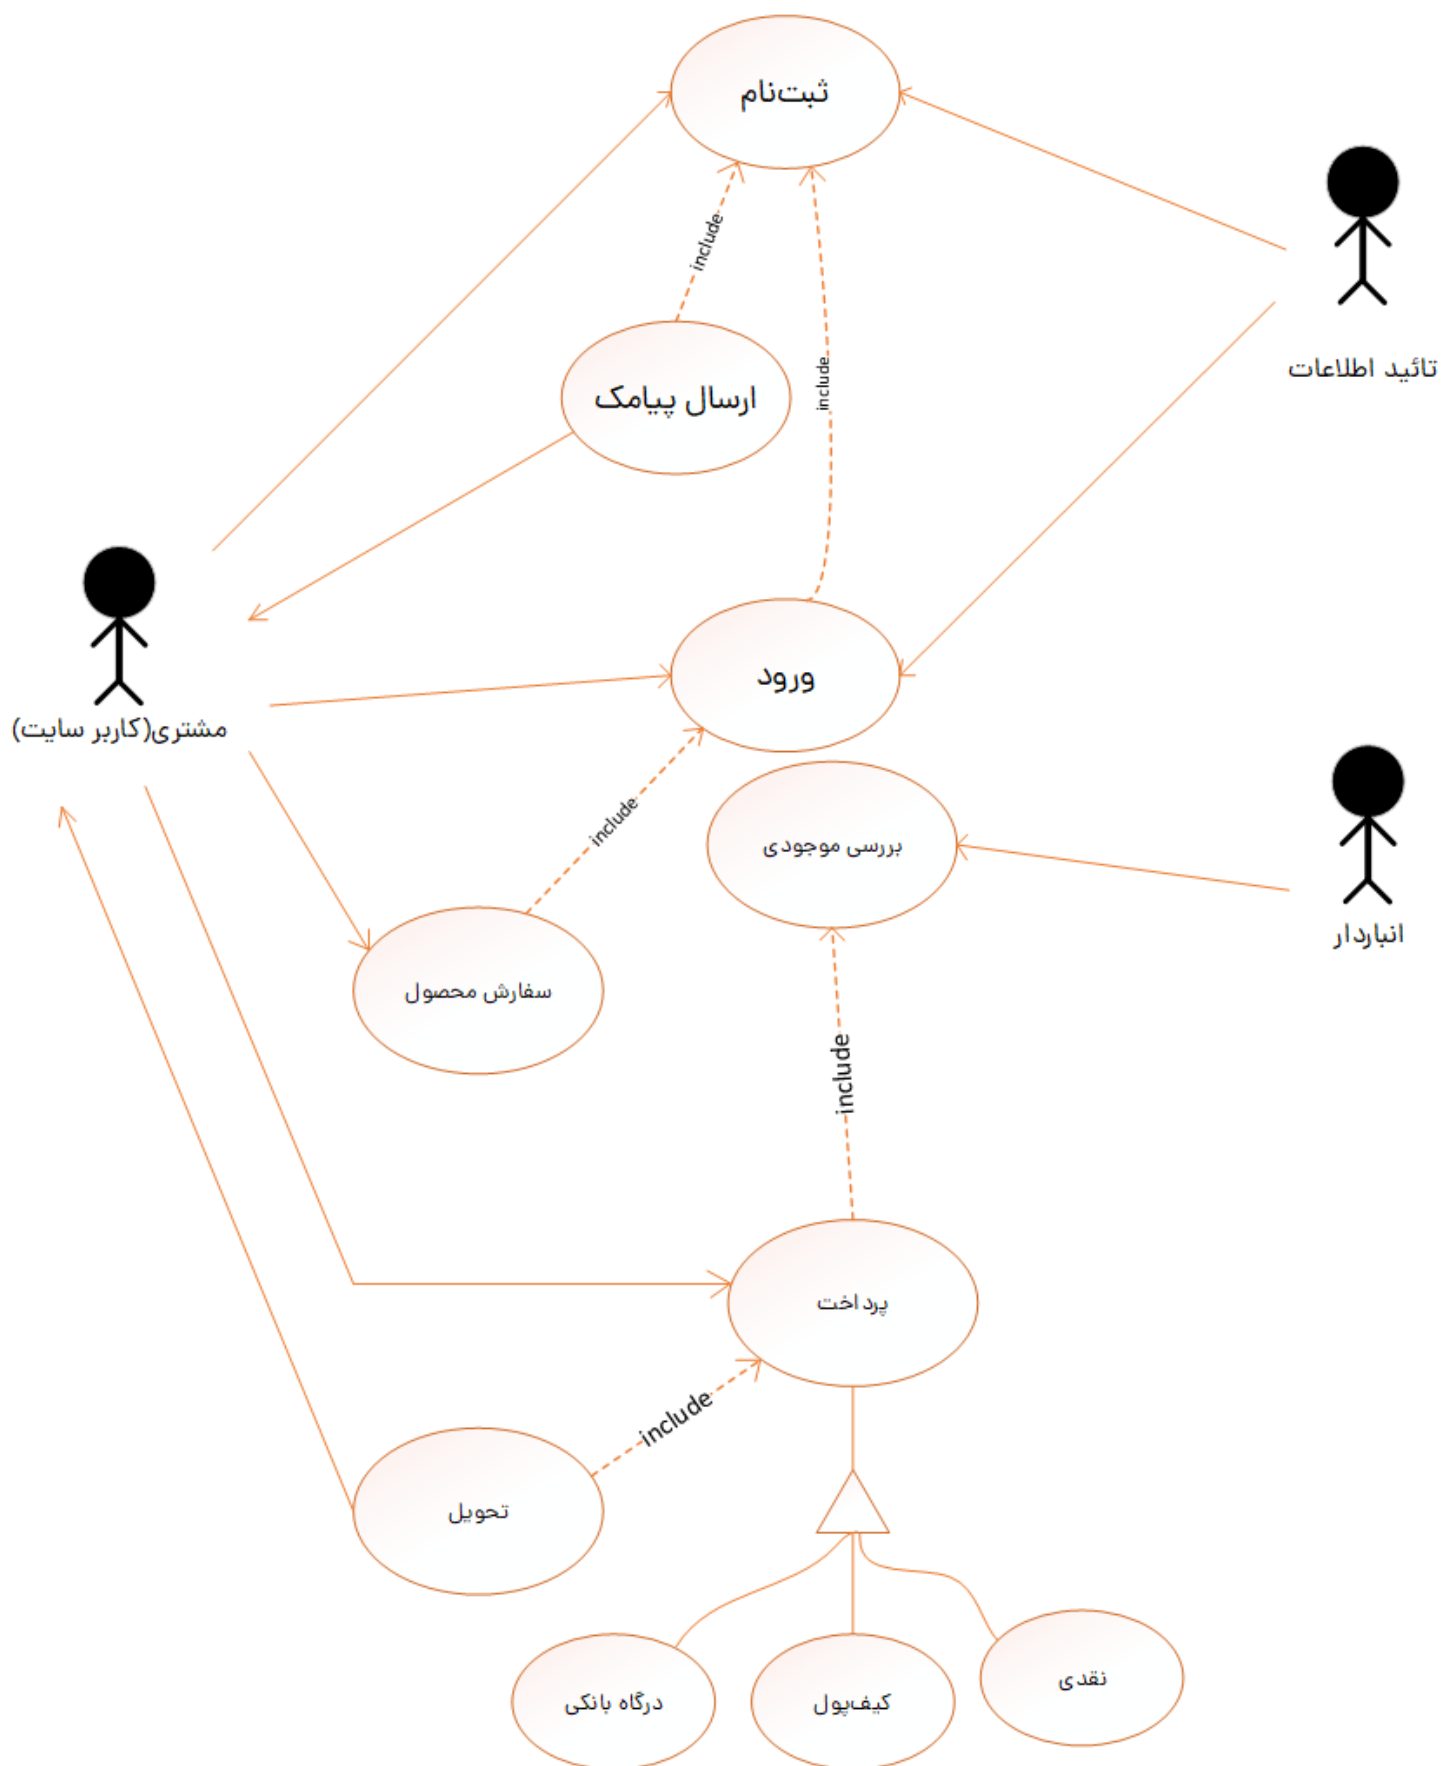 ثبت‌نام
include
ارسال پیامک
include
تائید اطلاعات
ورود
مشتری(کاربر سایت)
include
بررسی موجودی
انباردار
سفارش محصول
include
پرداخت
include
تحویل
نقدی
کیف‌پول
درگاه بانکی